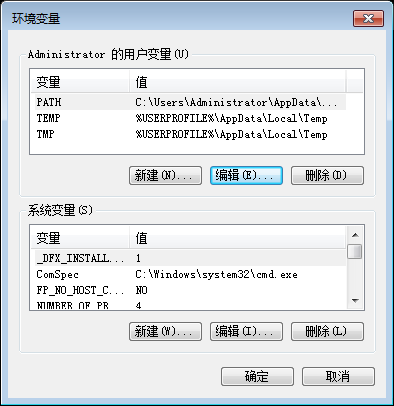 环境变量
Administrator 的用户变量(U)
变量 值
PATH C:\Users\Administrator\AppData\...
TEMP %USERPROFILE%\AppData\Local\Temp
TMP %USERPROFILE%\AppData\Local\Temp
新建(N)... 编辑(E)... 删除(D)
系统变量(S)
变量 值
_DFX_INSTALL... 1
ComSpec C:\Windows\system32\cmd.exe
FP_NO_HOST_C... NO
NUMBER_OF_PR... 4
新建(W)... 编辑(I)... 删除(L)
确定 取消